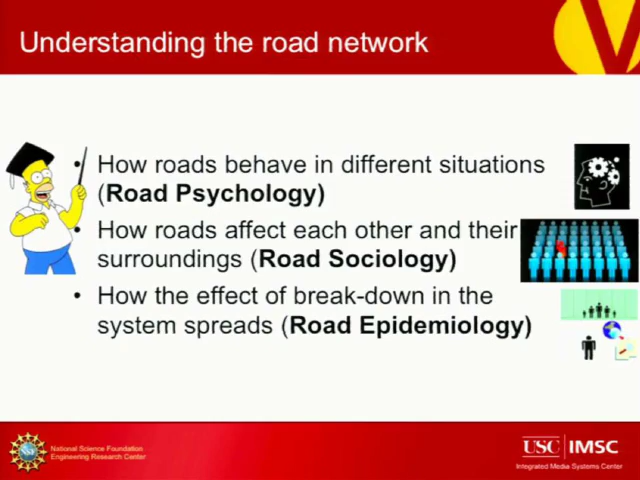 Understanding the road network
• How roads behave in different situations
(Road Psychology)
• How roads affect each other and their
surroundings (Road Sociology)
• How the effect of break-down in the
system spreads (Road Epidemiology)
National Science Foundation
Engineering Research Center
USC IMSC
Integrated Media Systems Center